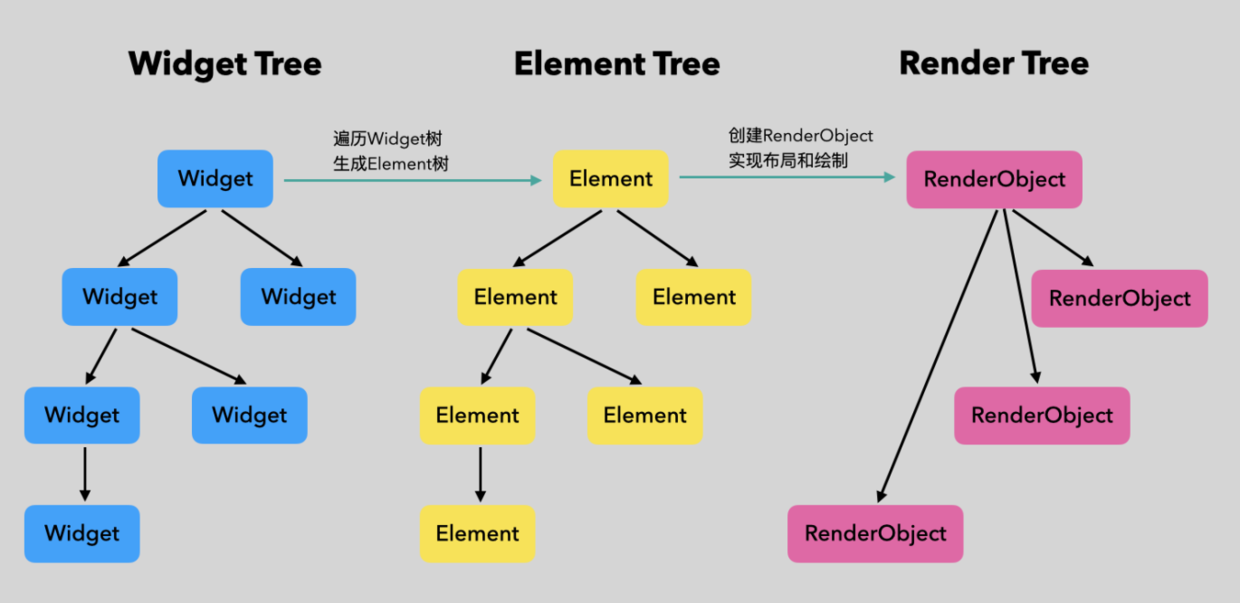 Widget Tree
Element Tree
Render Tree
遍历Widget树
生成Element树
创建RenderObject
实现布局和绘制
Widget
Element
RenderObject
Widget
Widget
Element
Element
RenderObject
Widget
Widget
Element
Element
RenderObject
Widget
Element
RenderObject